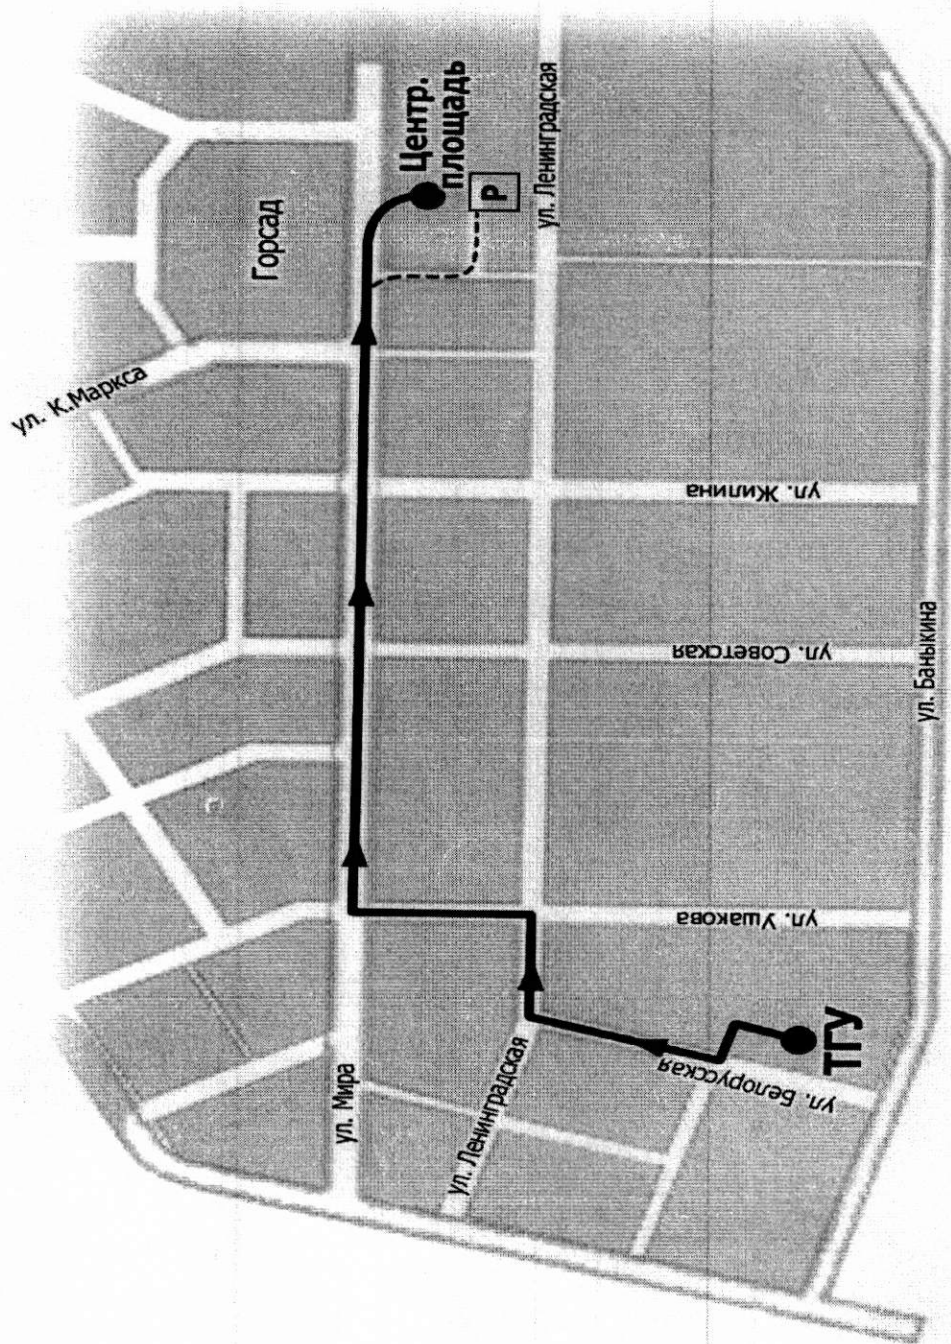 ул. К.Маркса
Горсад
Центр.
площадь
P
ул. Ленинградская
ул. Жилина
ул. Советская
ул. Баныкина
ул. Ушакова
ул. Мира
ул. Ленинградская
ул. Белорусская
ТГУ